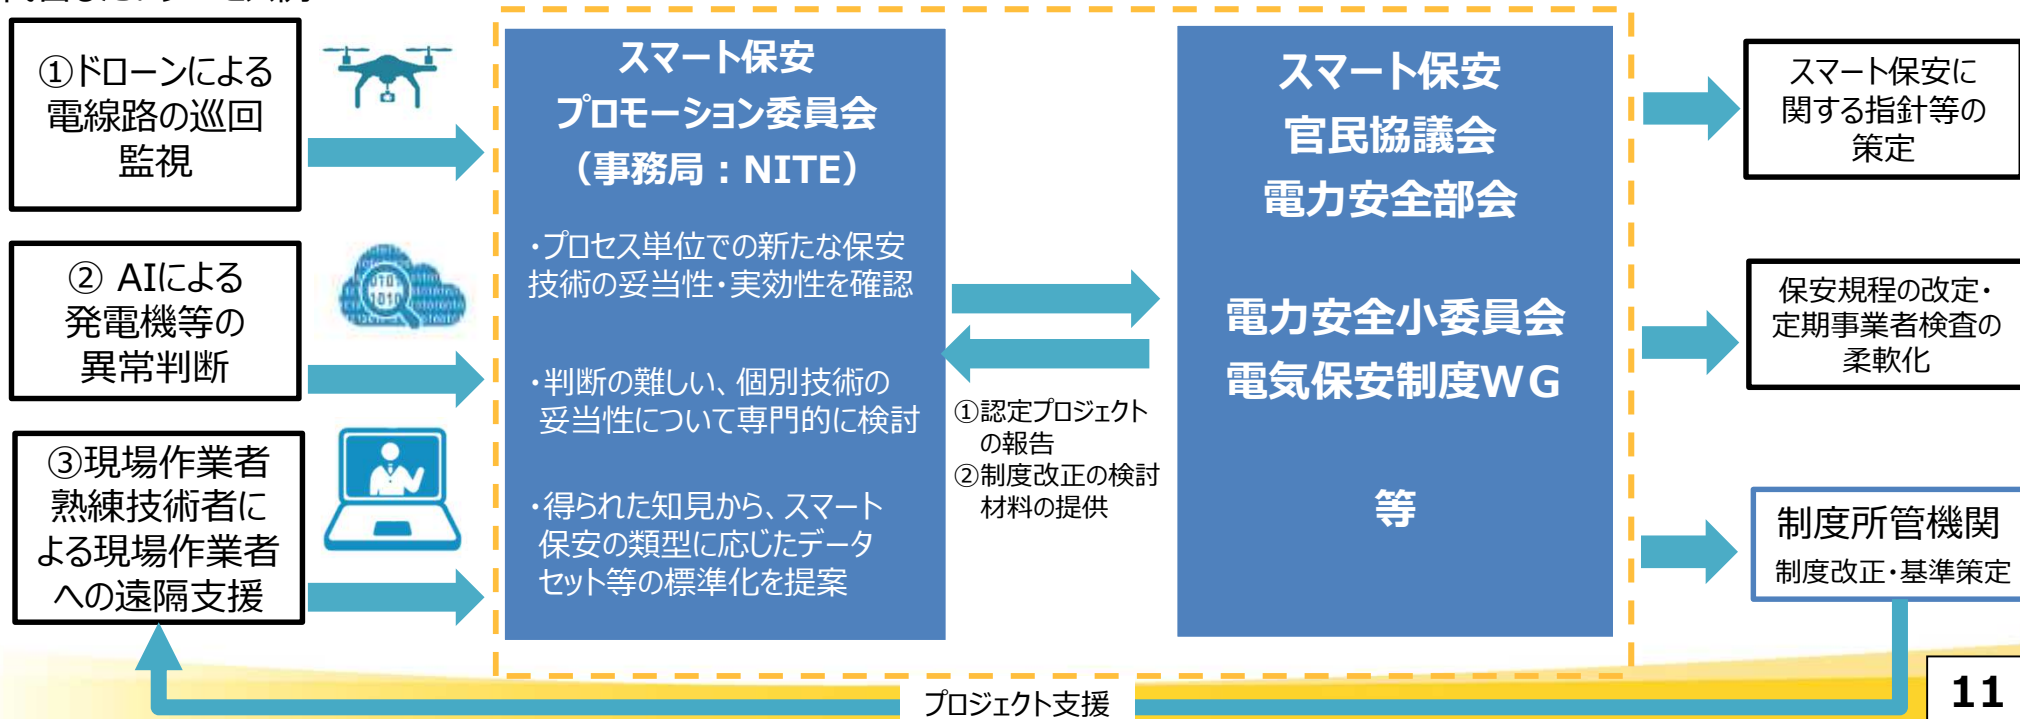 ①ドローンによる
電線路の巡回
監視
② AIによる
発電機等の
異常判断
③現場作業者
熟練技術者に
よる現場作業者
への遠隔支援
スマート保安
プロモーション委員会
（事務局：NITE）
・プロセス単位での新たな保安
技術の妥当性・実効性を確認
・判断の難しい、個別技術の
妥当性について専門的に検討
・得られた知見から、スマート
保安の類型に応じたデータ
セット等の標準化を提案
①認定プロジェクト
の報告
②制度改正の検討
材料の提供
スマート保安
官民協議会
電力安全部会
電力安全小委員会
電気保安制度WG
等
スマート保安に
関する指針等の
策定
保安規程の改定・
定期事業者検査の
柔軟化
制度所管機関
制度改正・基準策定
プロジェクト支援
11